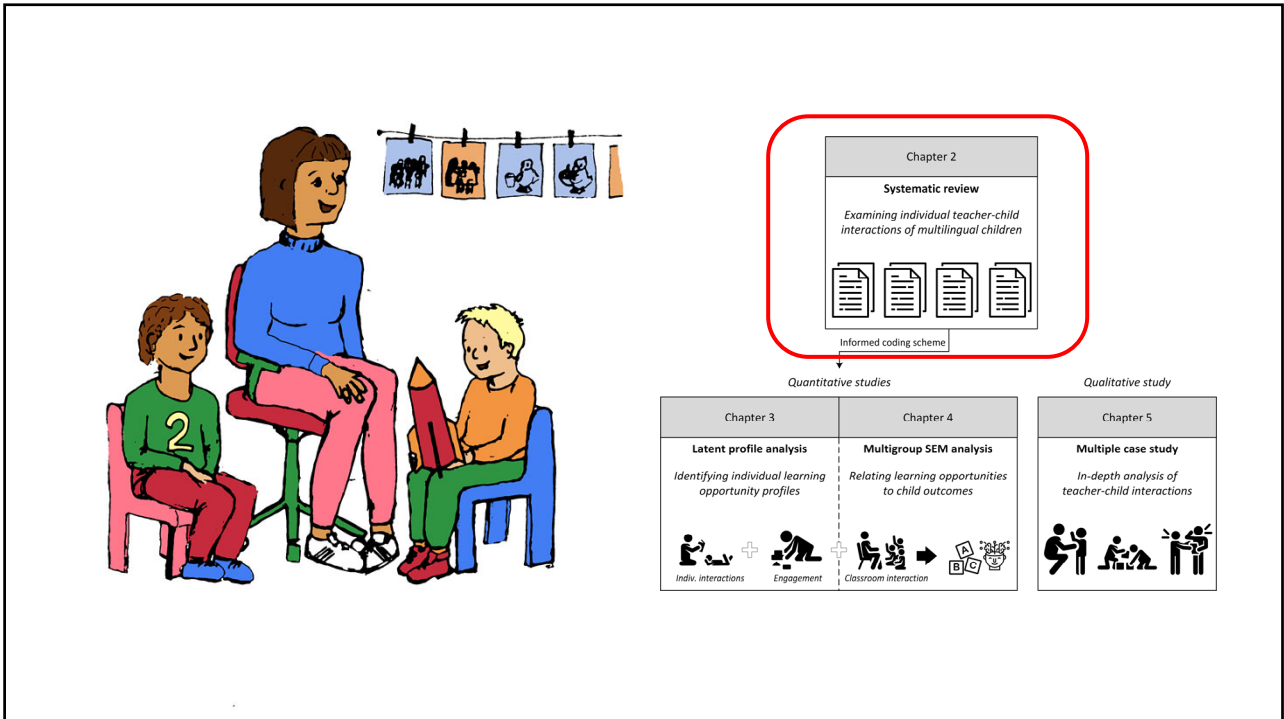 2
Chapter 2
Systematic review
Examining individual teacher-child
interactions of multilingual children
Informed coding scheme
Quantitative studies
Qualitative study
Chapter 3
Chapter 4
Chapter 5
Latent profile analysis
Identifying individual learning
opportunity profiles
Multigroup SEM analysis
Relating learning opportunities
to child outcomes
Multiple case study
In-depth analysis of
teacher-child interactions
Indiv. interactions
Engagement
Classroom interaction
A
B
C